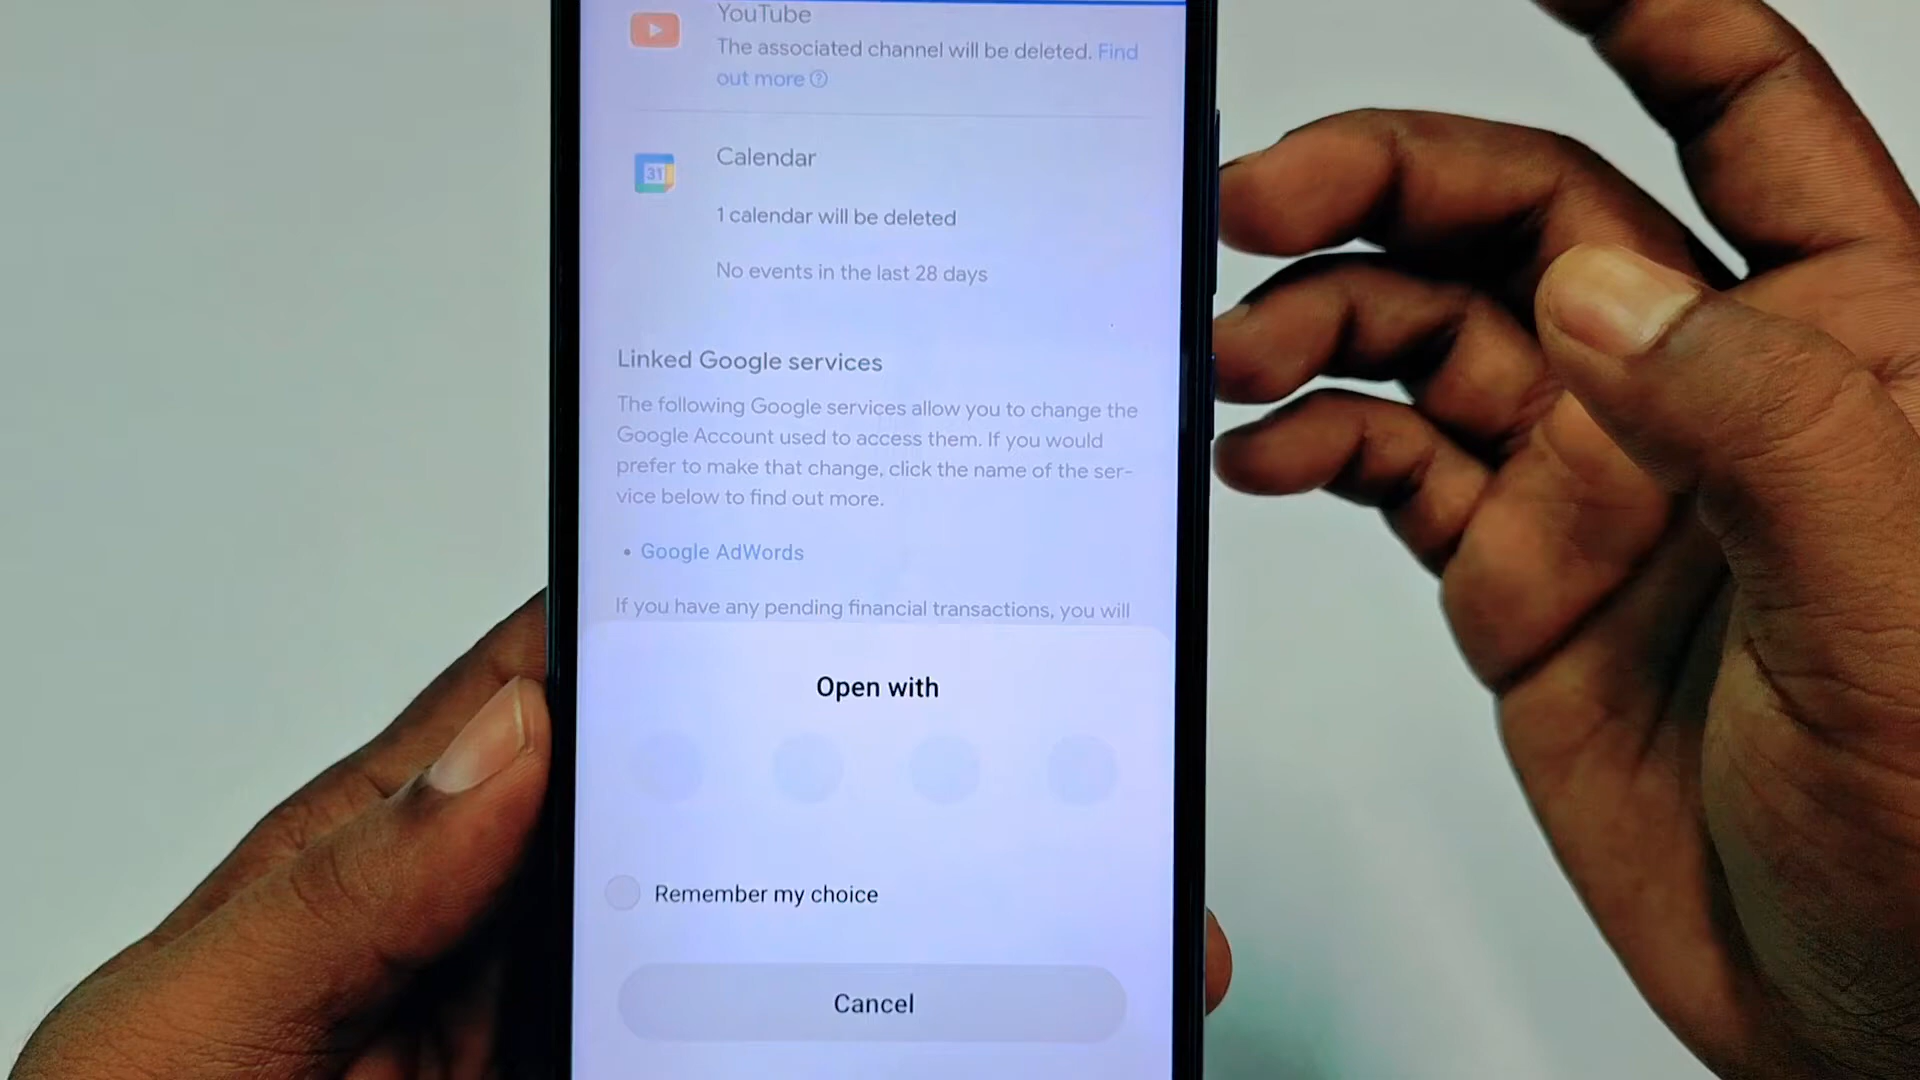 YouTube
The associated channel will be deleted. Find
out more
Calendar
31
1 calendar will be deleted
No events in the last 28 days
Linked Google services
The following Google services allow you to change the
Google Account used to access them. If you would
prefer to make that change, click the name of the ser-
vice below to find out more.
• Google AdWords
If you have any pending financial transactions, you will
Open with
Remember my choice
Cancel